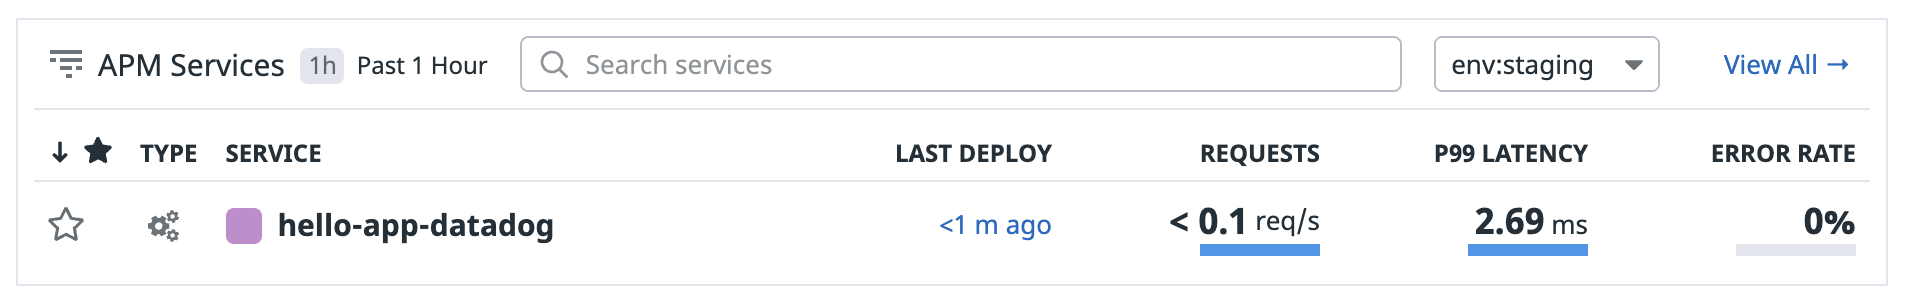 APM Services 1h Past 1 Hour Search services env:staging View All →
↓ ★ TYPE SERVICE LAST DEPLOY REQUESTS P99 LATENCY ERROR RATE
hello-app-datadog <1 m ago < 0.1 req/s 2.69 ms 0%